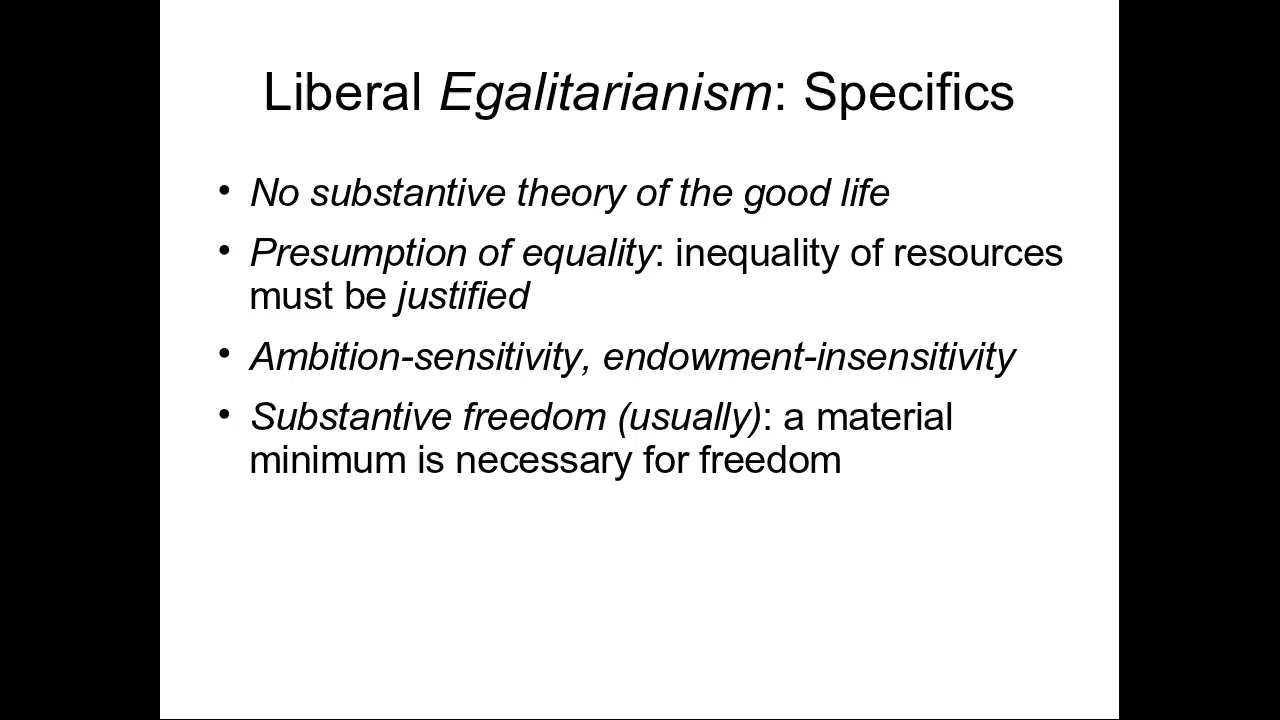 Liberal Egalitarianism: Specifics
• No substantive theory of the good life
• Presumption of equality: inequality of resources
must be justified
• Ambition-sensitivity, endowment-insensitivity
• Substantive freedom (usually): a material
minimum is necessary for freedom